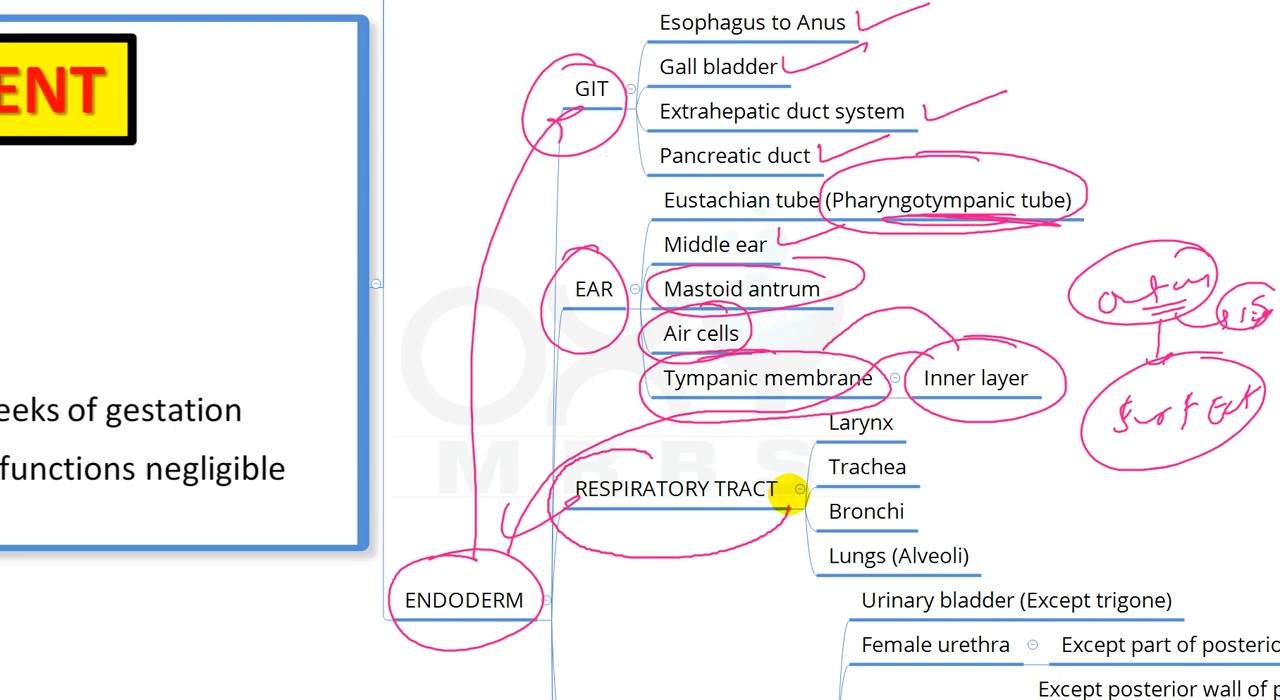 ENT
eeks of gestation
functions negligible
Esophagus to Anus
Gall bladder
GIT
Extrahepatic duct system
Pancreatic duct
Eustachian tube (Pharyngotympanic tube)
Middle ear
EAR
Mastoid antrum
Air cells
Tympanic membrane
Inner layer
Larynx
Trachea
RESPIRATORY TRACT
Bronchi
Lungs (Alveoli)
ENDODERM
Urinary bladder (Except trigone)
Female urethra
Except part of posterio
Except posterior wall of p
MBBS